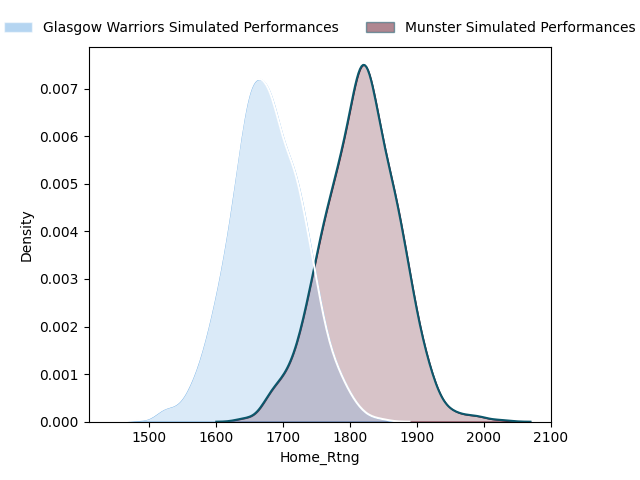 Glasgow Warriors Simulated Performances Munster Simulated Performances
0.007
0.006
0.005
0.004
0.003
0.002
0.001
0.000
Density
1500 1600 1700 1800 1900 2000 2100
Home_Rtng